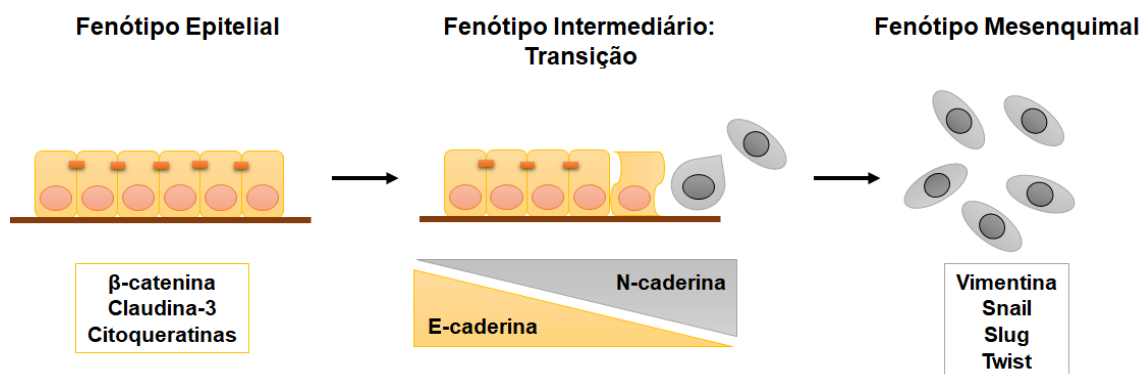 Fenótipo Epitelial
Fenótipo Intermediário:
Transição
Fenótipo Mesenquimal
β-catenina
Claudina-3
Citoqueratinas
N-caderina
E-caderina
Vimentina
Snail
Slug
Twist